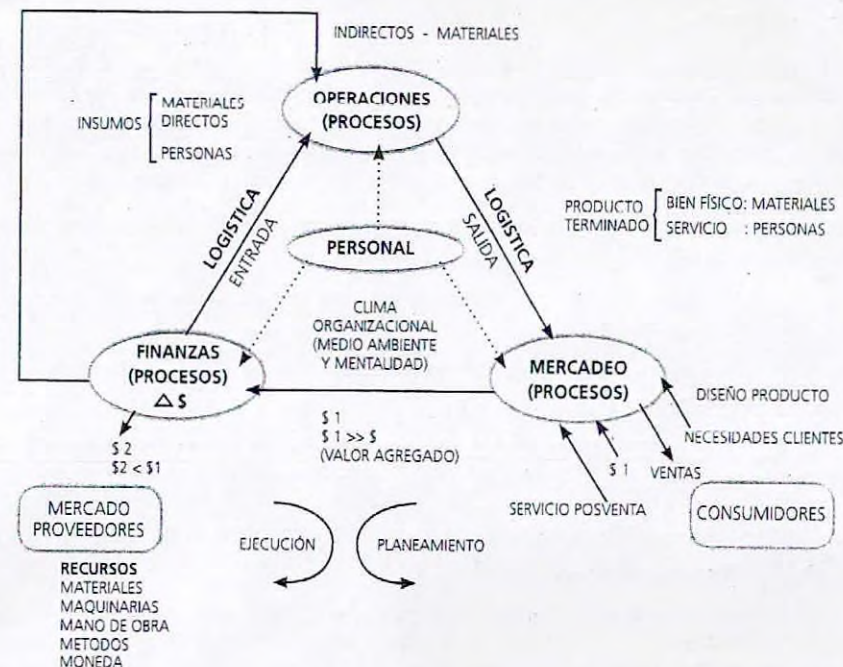 INDIRECTOS - MATERIALES
OPERACIONES
(PROCESOS)
INSUMOS
MATERIALES
DIRECTOS
PERSONAS
LOGISTICA
ENTRADA
LOGISTICA
SALIDA
PRODUCTO
TERMINADO
BIEN FÍSICO: MATERIALES
SERVICIO : PERSONAS
PERSONAL
CLIMA
ORGANIZACIONAL
(MEDIO AMBIENTE
Y MENTALIDAD)
FINANZAS
(PROCESOS)
△ $
MERCADEO
(PROCESOS)
DISEÑO PRODUCTO
NECESIDADES CLIENTES
$ 1
$ 1 >> $
(VALOR AGREGADO)
$ 2
$2 < $1
$ 1
VENTAS
SERVICIO POSVENTA
MERCADO
PROVEEDORES
CONSUMIDORES
EJECUCIÓN
PLANEAMIENTO
RECURSOS
MATERIALES
MAQUINARIAS
MANO DE OBRA
METODOS
MONEDA